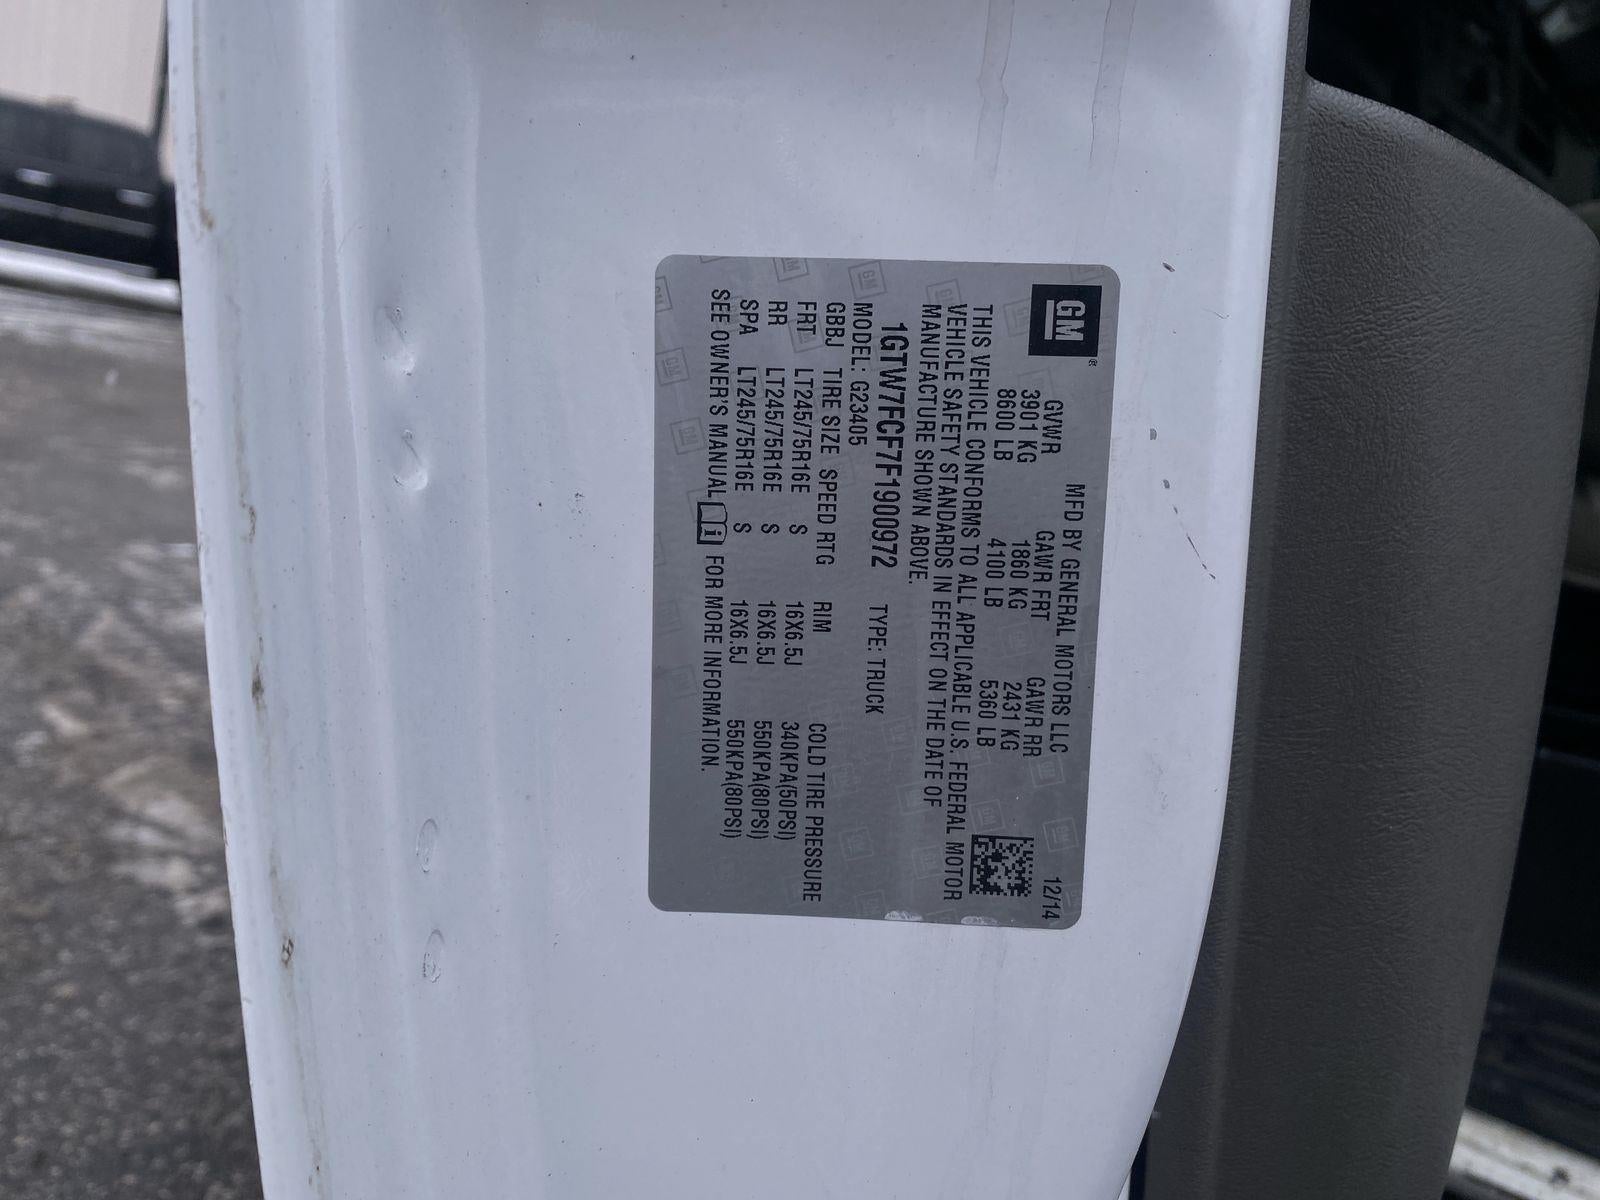 GM
MFD BY GENERAL MOTORS LLC 12/14
GVWR GAWR FRT GAWR RR
3901 KG 1860 KG 2431 KG
8600 LB 4100 LB 5360 LB
THIS VEHICLE CONFORMS TO ALL APPLICABLE U.S. FEDERAL MOTOR
VEHICLE SAFETY STANDARDS IN EFFECT ON THE DATE OF
MANUFACTURE SHOWN ABOVE.
1GTW7FCF7F1900972 TYPE: TRUCK
MODEL: G23405
GBBJ TIRE SIZE SPEED RTG RIM COLD TIRE PRESSURE
FRT LT245/75R16E S 16X6.5J 340KPA(50PSI)
RR LT245/75R16E S 16X6.5J 550KPA(80PSI)
SPA LT245/75R16E S 16X6.5J 550KPA(80PSI)
SEE OWNER'S MANUAL i FOR MORE INFORMATION.